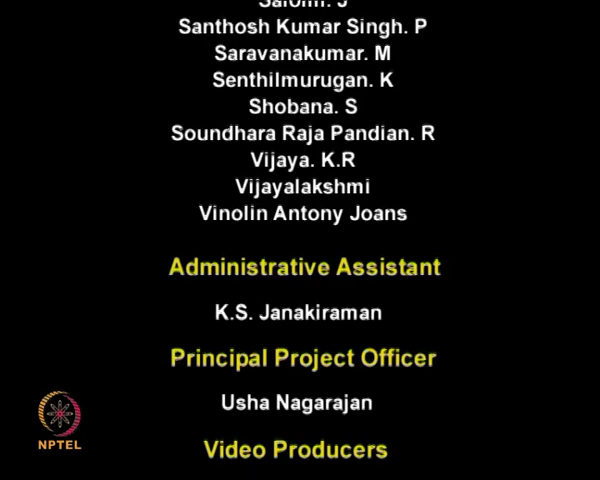 Santhosh Kumar Singh. P
Saravanakumar. M
Senthilmurugan. K
Shobana. S
Soundhara Raja Pandian. R
Vijaya. K.R
Vijayalakshmi
Vinolin Antony Joans
Administrative Assistant
K.S. Janakiraman
Principal Project Officer
Usha Nagarajan
NPTEL
Video Producers